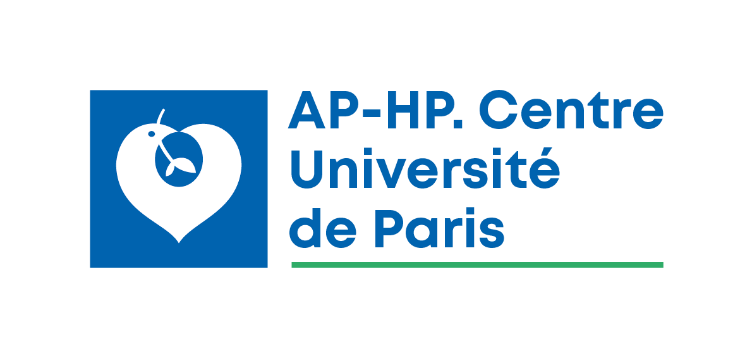 AP-HP. Centre
Université
de Paris